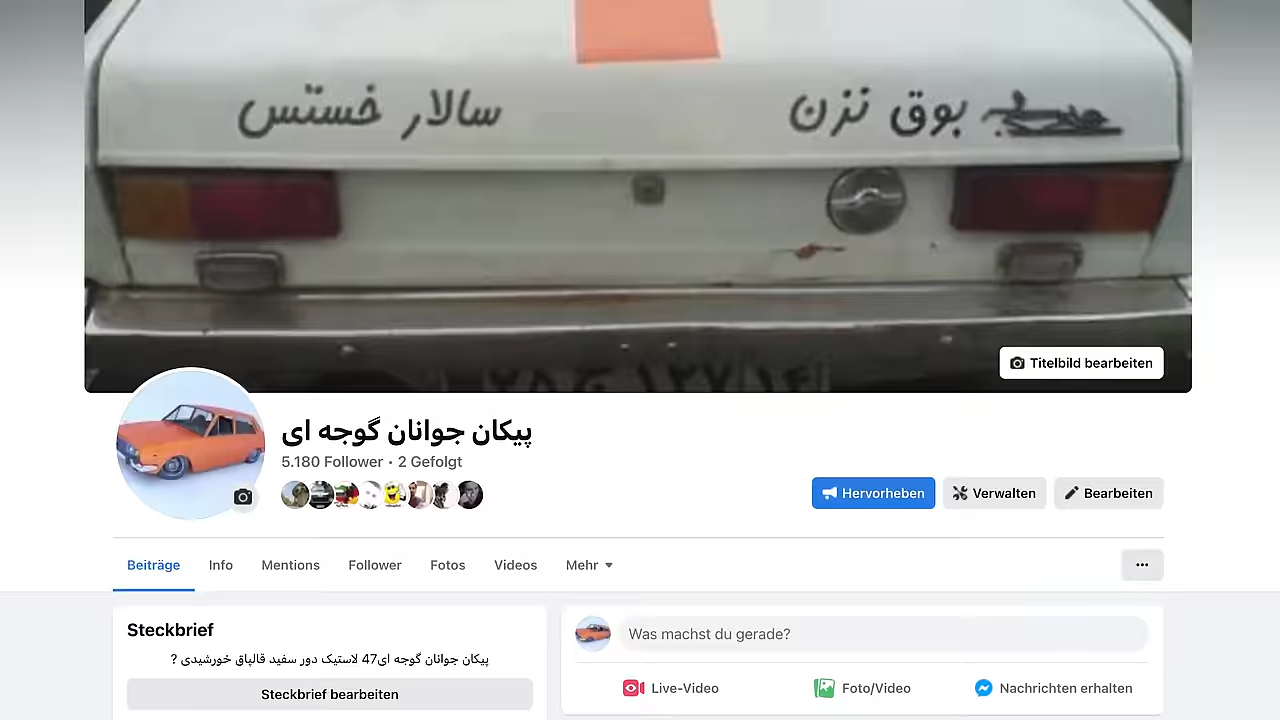 سالار خستس
بوق نزن
Titelbild bearbeiten
پیکان جوانان گوجه ای
5.180 Follower • 2 Gefolgt
Hervorheben
Verwalten
Bearbeiten
Beiträge
Info
Mentions
Follower
Fotos
Videos
Mehr
Steckbrief
پیکان جوانان گوجه ای47 لاستیک دور سفید قالپاق خورشیدی ?
Steckbrief bearbeiten
Was machst du gerade?
Live-Video
Foto/Video
Nachrichten erhalten